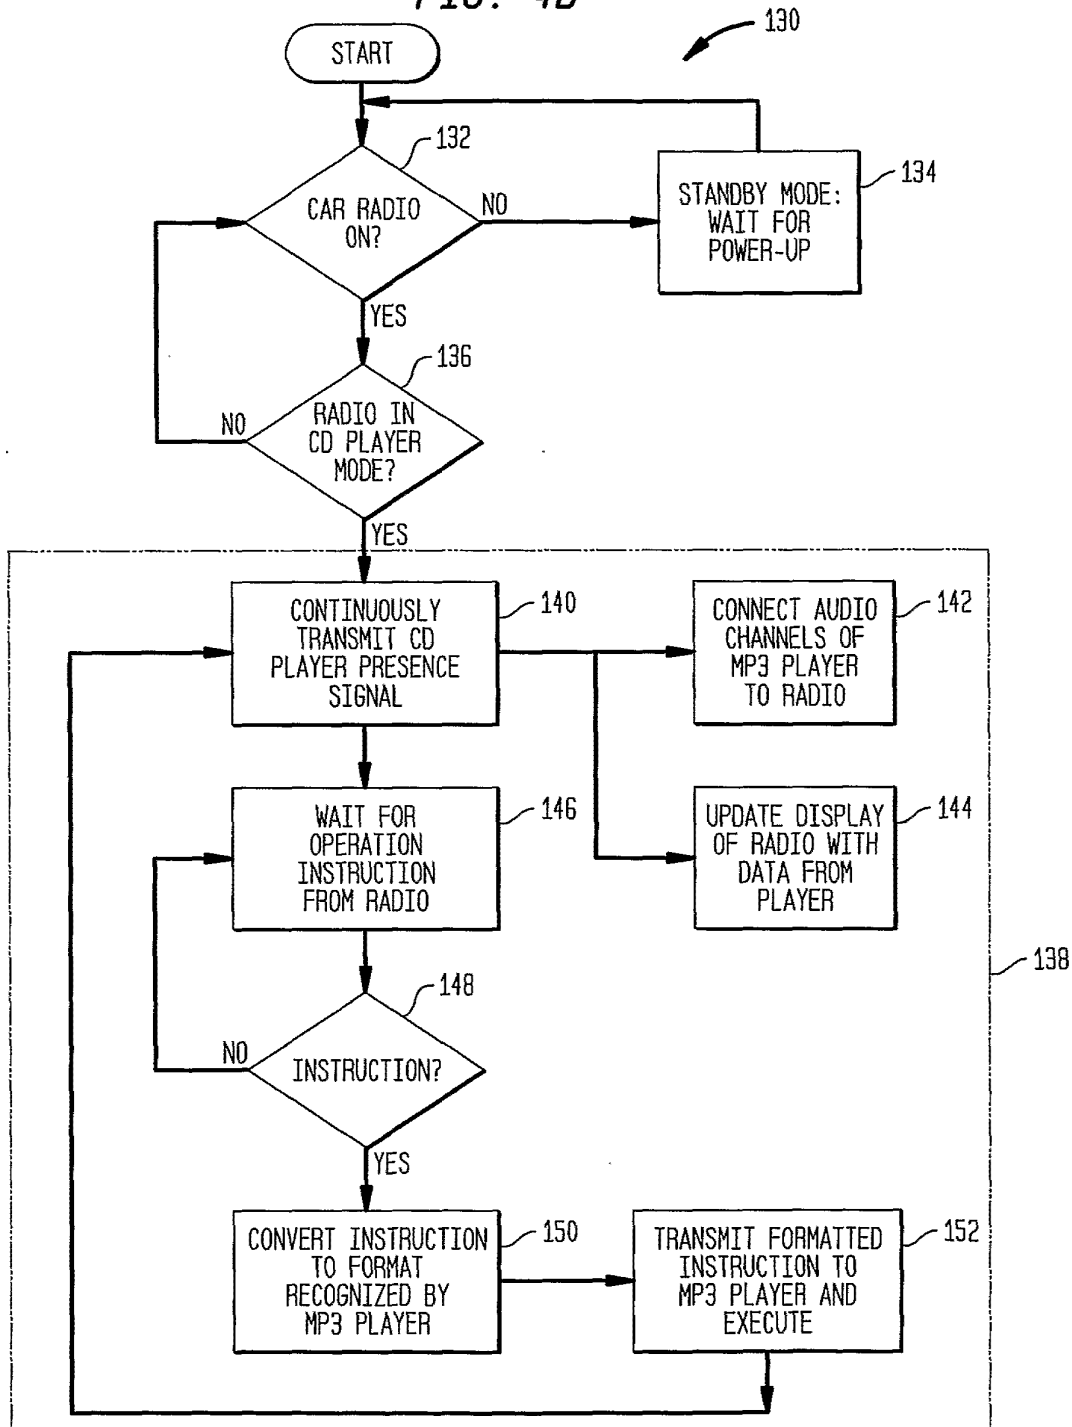 130
START
132
CAR RADIO
ON?
NO
STANDBY MODE:
WAIT FOR
POWER-UP
134
YES
136
RADIO IN
CD PLAYER
MODE?
NO
YES
CONTINUOUSLY
TRANSMIT CD
PLAYER PRESENCE
SIGNAL
140
CONNECT AUDIO
CHANNELS OF
MP3 PLAYER
TO RADIO
142
WAIT FOR
OPERATION
INSTRUCTION
FROM RADIO
146
UPDATE DISPLAY
OF RADIO WITH
DATA FROM
PLAYER
144
138
148
INSTRUCTION?
NO
YES
CONVERT INSTRUCTION
TO FORMAT
RECOGNIZED BY
MP3 PLAYER
150
TRANSMIT FORMATTED
INSTRUCTION TO
MP3 PLAYER AND
EXECUTE
152